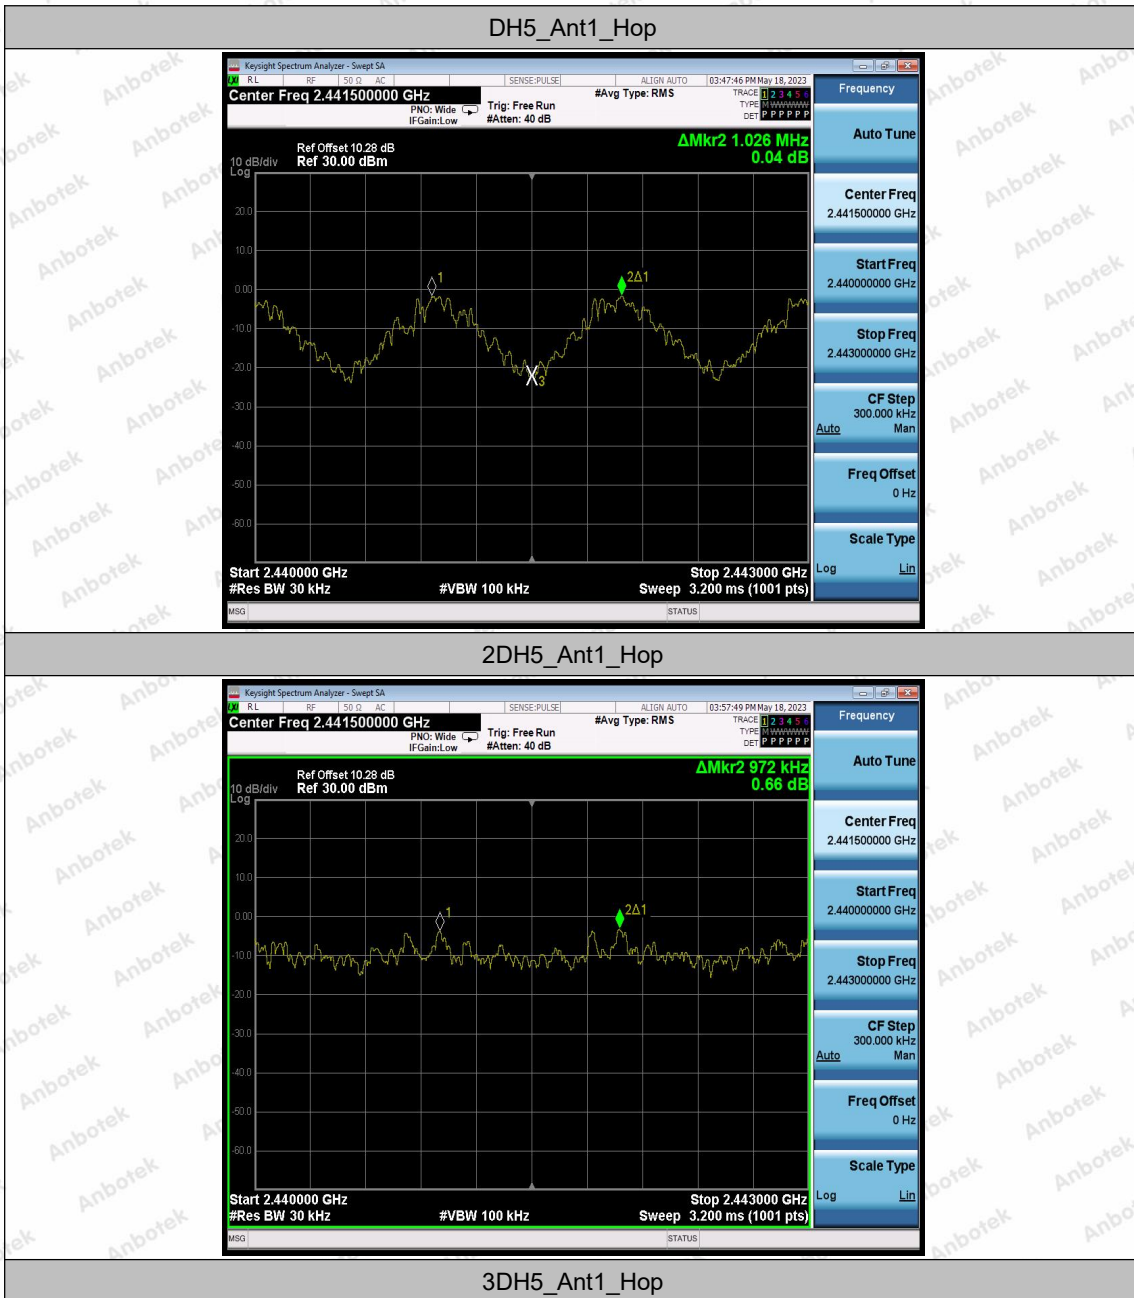 DH5_Ant1_Hop
Keysight Spectrum Analyzer - Swept SA
RL RF 50 Ω AC SENSE:PULSE ALIGN AUTO 03:47:46 PM May 18, 2023
Center Freq 2.441500000 GHz
PNO: Wide
IFGain:Low
Trig: Free Run
#Atten: 40 dB
#Avg Type: RMS
TRACE 1 2 3 4 5 6
TYPE M WWWWW
DET P P P P P P
Frequency
Ref Offset 10.28 dB
10 dB/div Ref 30.00 dBm
Log
ΔMkr2 1.026 MHz
0.04 dB
20.0
10.0
0.00
-10.0
-20.0
-30.0
-40.0
-50.0
-60.0
1
2Δ1
3
Start 2.440000 GHz
Stop 2.443000 GHz
#Res BW 30 kHz
#VBW 100 kHz
Sweep 3.200 ms (1001 pts)
MSG
STATUS
Auto Tune
Center Freq
2.441500000 GHz
Start Freq
2.440000000 GHz
Stop Freq
2.443000000 GHz
CF Step
300.000 kHz
Auto Man
Freq Offset
0 Hz
Scale Type
Log Lin
2DH5_Ant1_Hop
Keysight Spectrum Analyzer - Swept SA
RL RF 50 Ω AC SENSE:PULSE ALIGN AUTO 03:57:49 PM May 18, 2023
Center Freq 2.441500000 GHz
PNO: Wide
IFGain:Low
Trig: Free Run
#Atten: 40 dB
#Avg Type: RMS
TRACE 1 2 3 4 5 6
TYPE M WWWWW
DET P P P P P P
Frequency
Ref Offset 10.28 dB
10 dB/div Ref 30.00 dBm
Log
ΔMkr2 972 kHz
0.66 dB
20.0
10.0
0.00
-10.0
-20.0
-30.0
-40.0
-50.0
-60.0
1
2Δ1
Start 2.440000 GHz
Stop 2.443000 GHz
#Res BW 30 kHz
#VBW 100 kHz
Sweep 3.200 ms (1001 pts)
MSG
STATUS
Auto Tune
Center Freq
2.441500000 GHz
Start Freq
2.440000000 GHz
Stop Freq
2.443000000 GHz
CF Step
300.000 kHz
Auto Man
Freq Offset
0 Hz
Scale Type
Log Lin
3DH5_Ant1_Hop